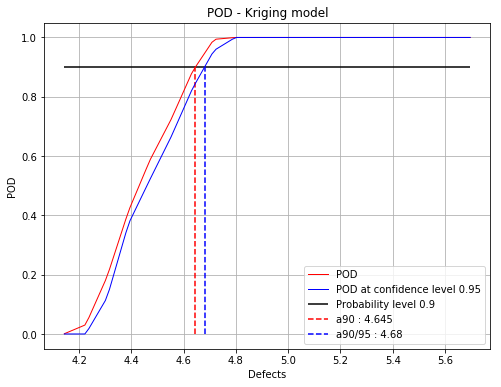 POD - Kriging model
1.0
0.8
0.6
0.4
0.2
0.0
POD
4.2 4.4 4.6 4.8 5.0 5.2 5.4 5.6
Defects
POD
POD at confidence level 0.95
Probability level 0.9
a90 : 4.645
a90/95 : 4.68